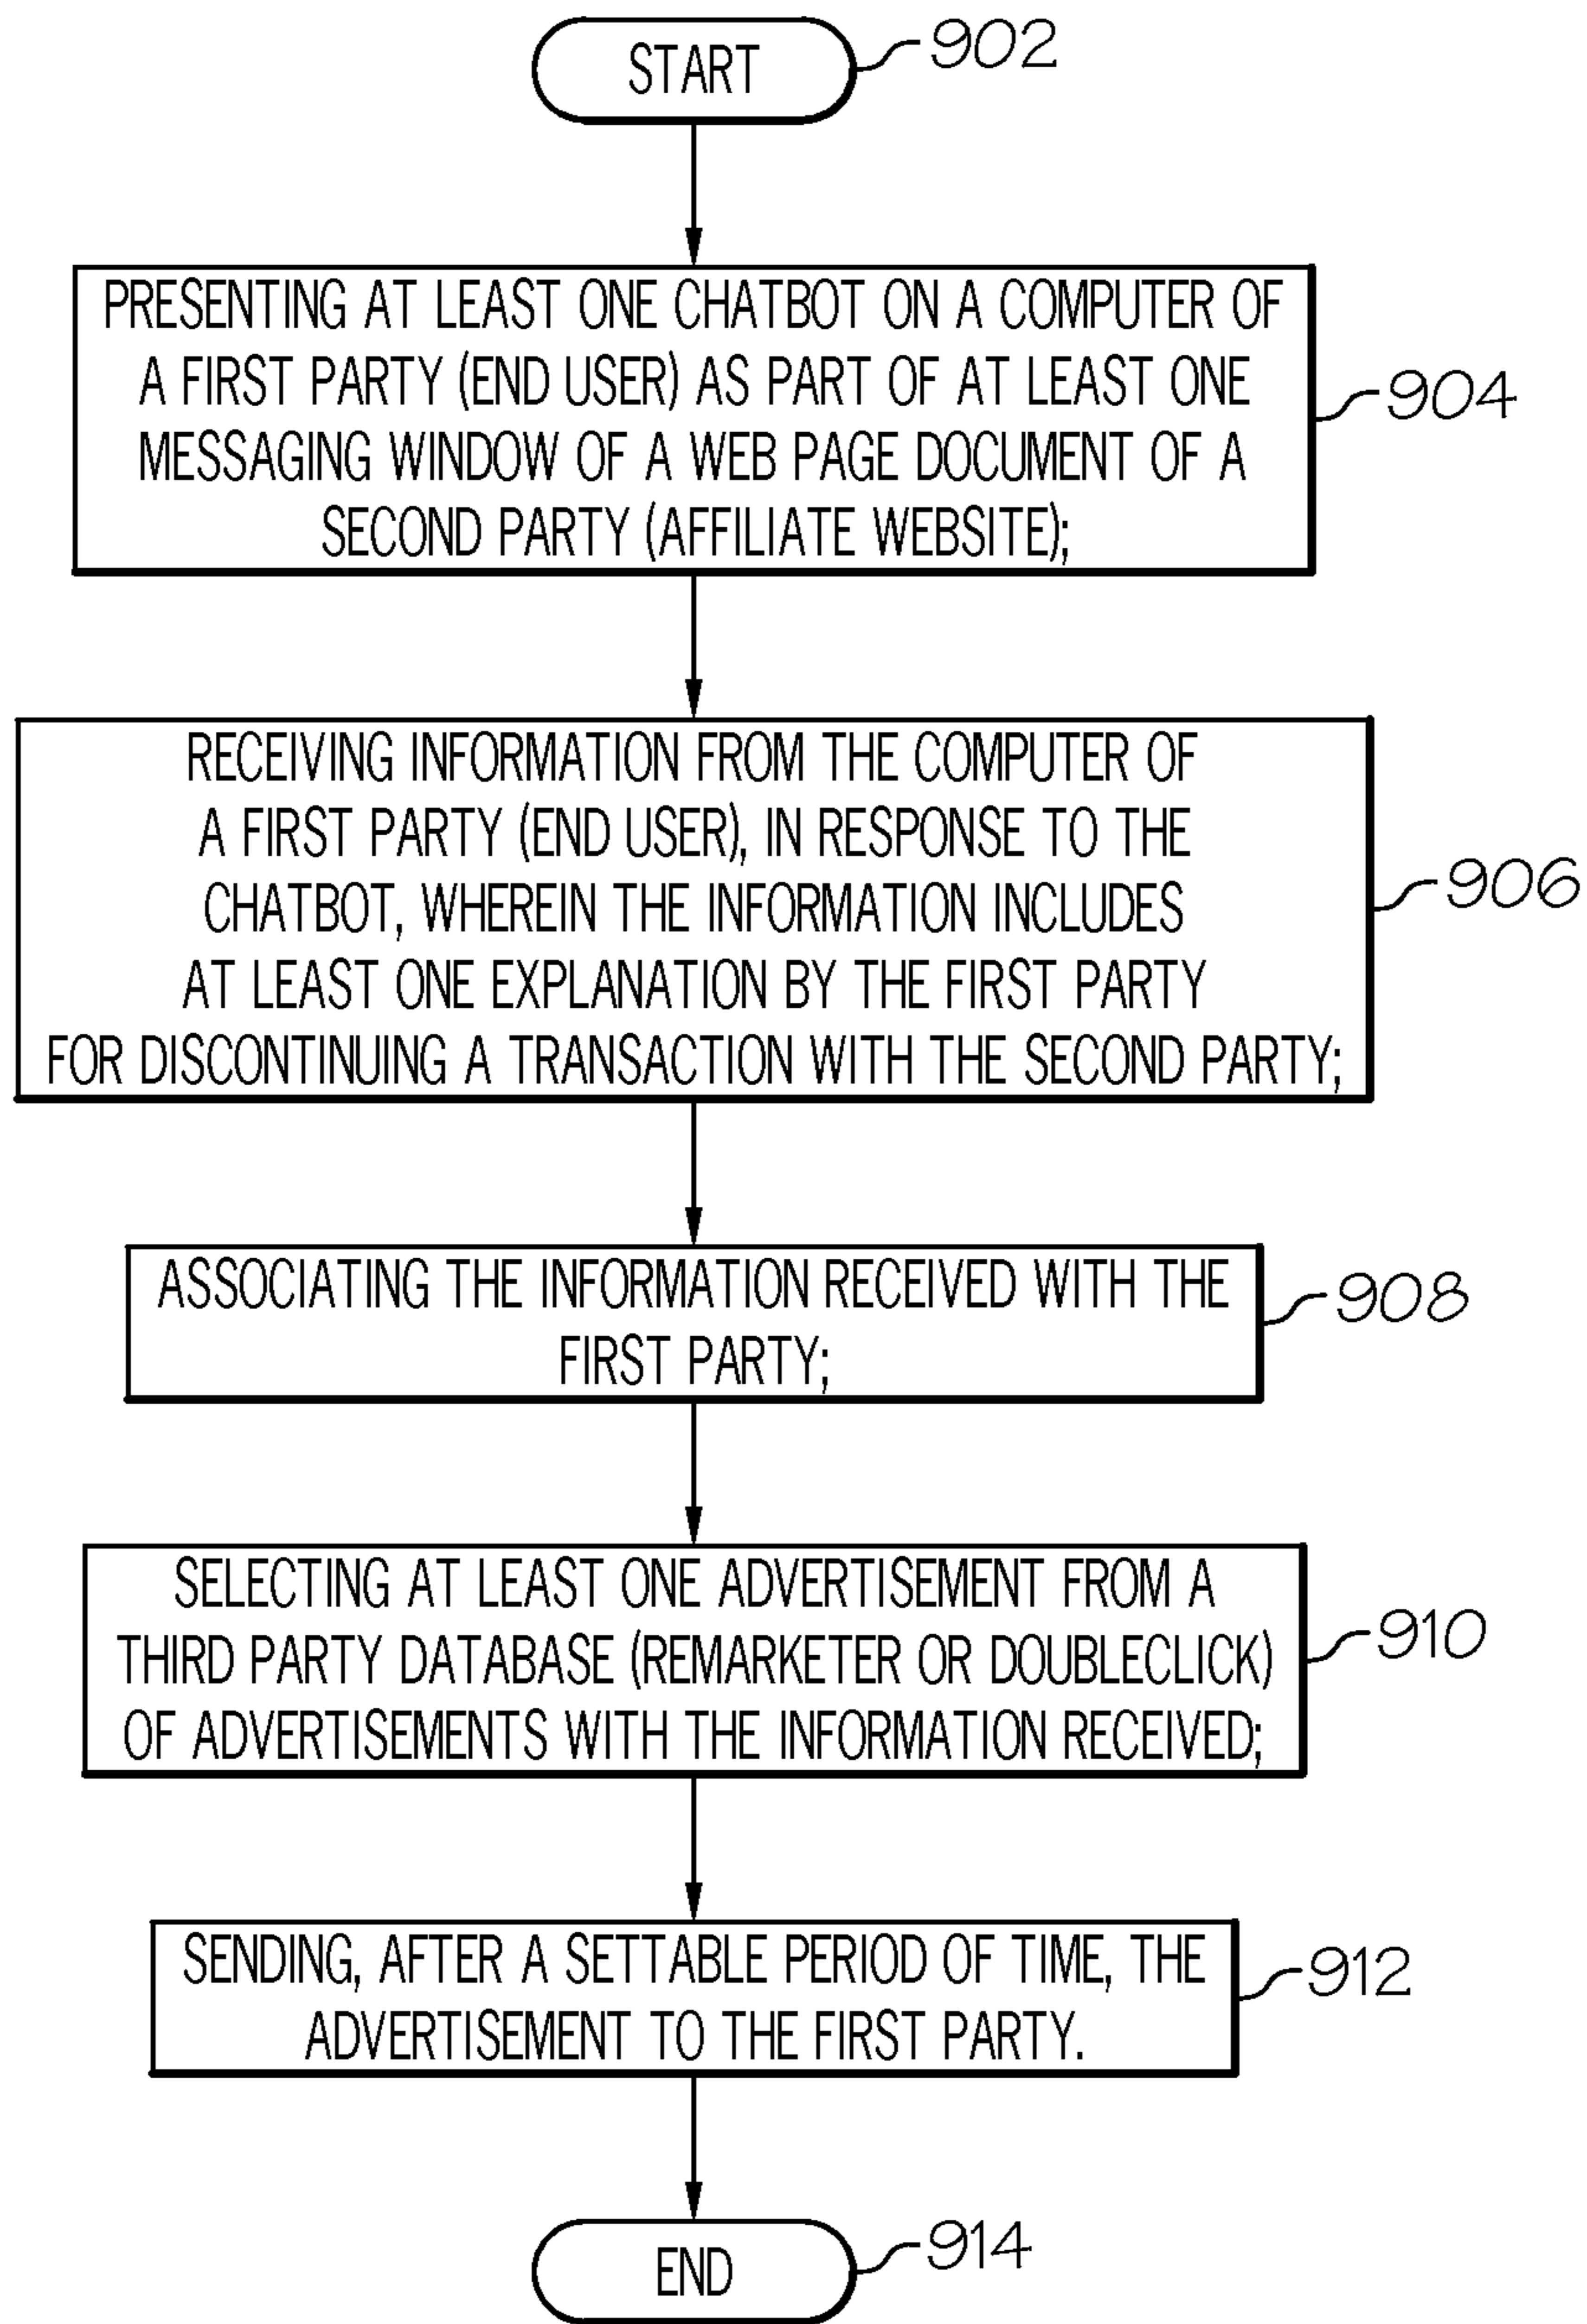 START
902
PRESENTING AT LEAST ONE CHATBOT ON A COMPUTER OF
A FIRST PARTY (END USER) AS PART OF AT LEAST ONE
MESSAGING WINDOW OF A WEB PAGE DOCUMENT OF A
SECOND PARTY (AFFILIATE WEBSITE);
904
RECEIVING INFORMATION FROM THE COMPUTER OF
A FIRST PARTY (END USER), IN RESPONSE TO THE
CHATBOT, WHEREIN THE INFORMATION INCLUDES
AT LEAST ONE EXPLANATION BY THE FIRST PARTY
FOR DISCONTINUING A TRANSACTION WITH THE SECOND PARTY;
906
ASSOCIATING THE INFORMATION RECEIVED WITH THE
FIRST PARTY;
908
SELECTING AT LEAST ONE ADVERTISEMENT FROM A
THIRD PARTY DATABASE (REMARKETER OR DOUBLECLICK)
OF ADVERTISEMENTS WITH THE INFORMATION RECEIVED;
910
SENDING, AFTER A SETTABLE PERIOD OF TIME, THE
ADVERTISEMENT TO THE FIRST PARTY.
912
END
914